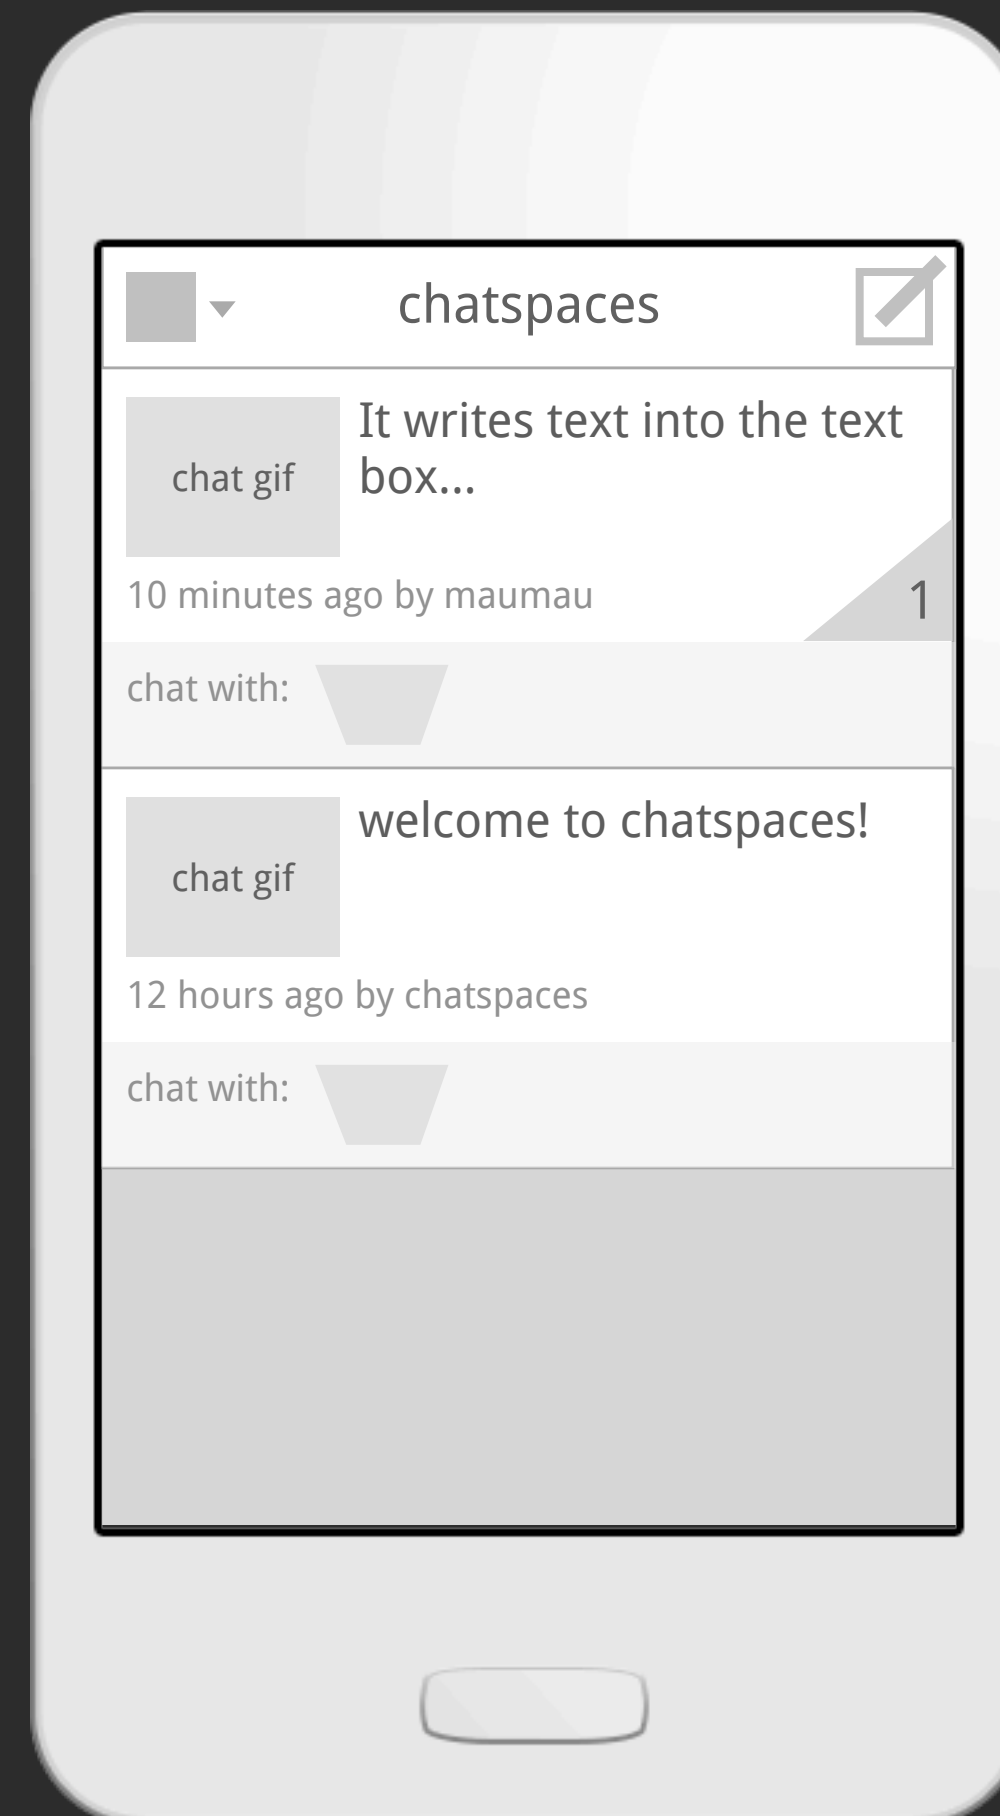 chatspaces
It writes text into the text
box...
chat gif
10 minutes ago by maumau
1
chat with:
welcome to chatspaces!
chat gif
12 hours ago by chatspaces
chat with: